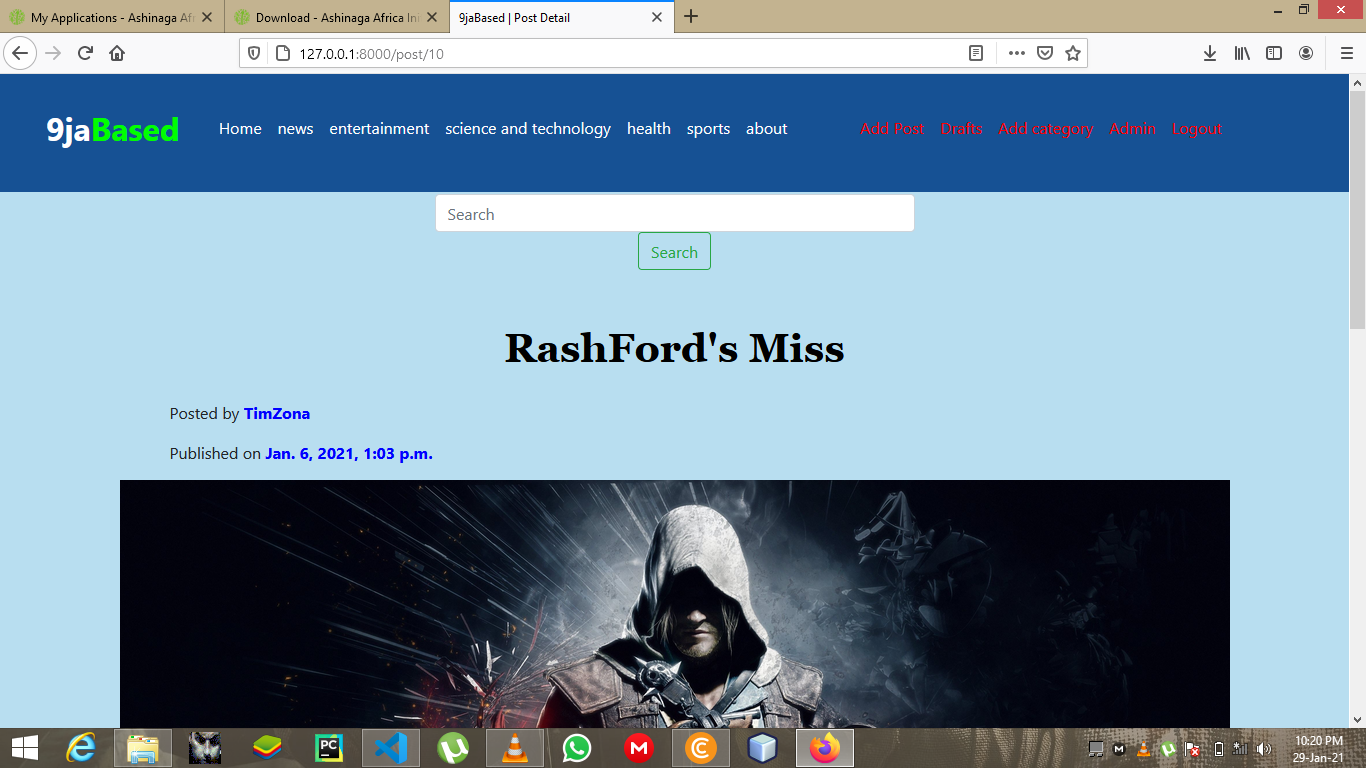 My Applications - Ashinaga Afr
Download - Ashinaga Africa Ini
9jaBased | Post Detail
127.0.0.1:8000/post/10
9jaBased
Home news entertainment science and technology health sports about
Add Post Drafts Add category Admin Logout
Search
Search
RashFord's Miss
Posted by TimZona
Published on Jan. 6, 2021, 1:03 p.m.
PC
M
C
M
10:20 PM
29-Jan-21